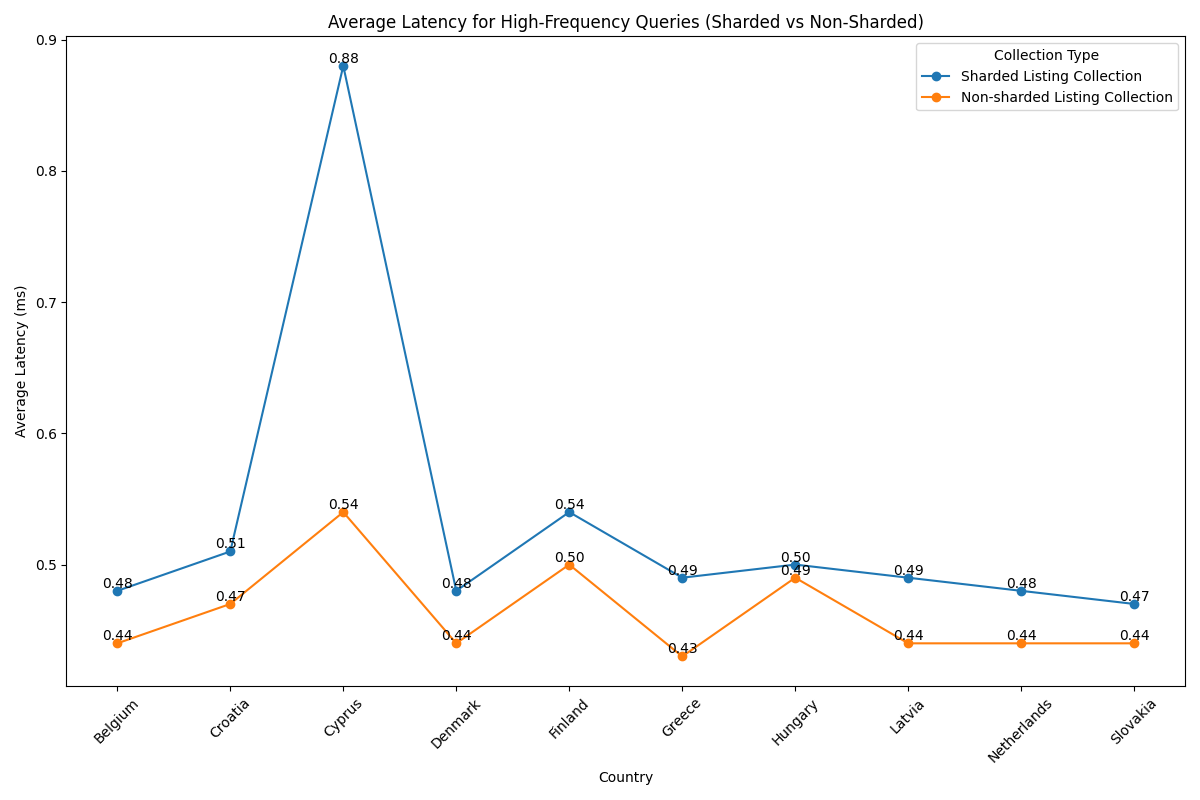 Average Latency for High-Frequency Queries (Sharded vs Non-Sharded)
Collection Type
Sharded Listing Collection
Non-sharded Listing Collection
Average Latency (ms)
0.9
0.8
0.7
0.6
0.5
0.48
0.51
0.88
0.48
0.54
0.49
0.50
0.49
0.48
0.47
0.44
0.47
0.54
0.44
0.50
0.43
0.49
0.44
0.44
0.44
Belgium
Croatia
Cyprus
Denmark
Finland
Greece
Hungary
Latvia
Netherlands
Slovakia
Country